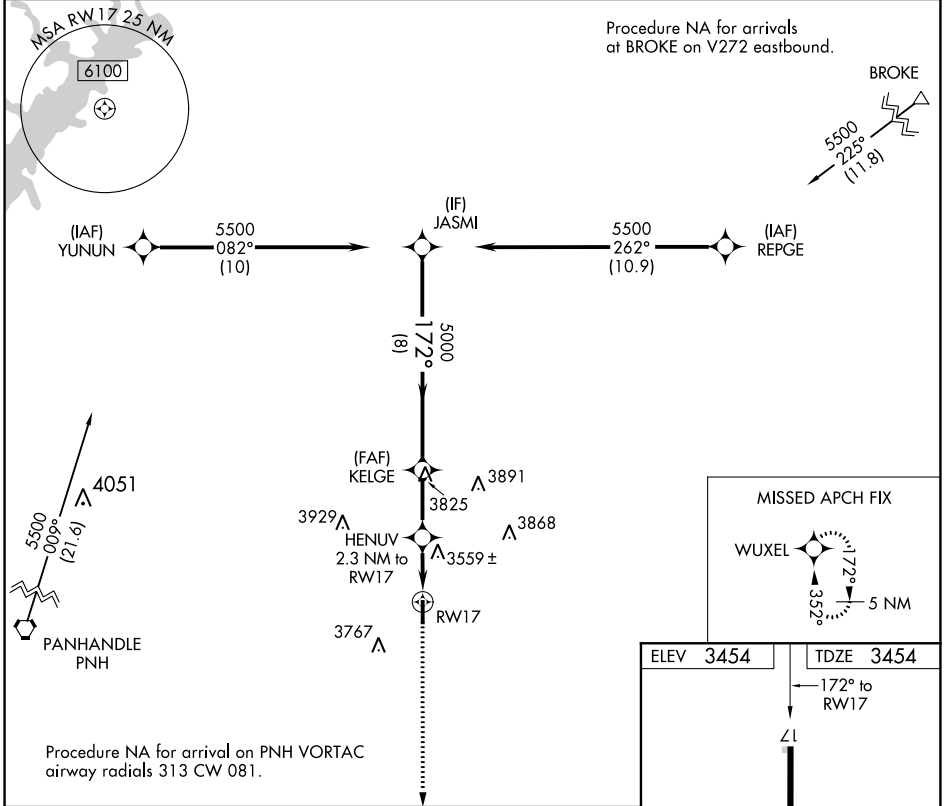 MSA RW17 25 NM
6100
Procedure NA for arrivals
at BROKE on V272 eastbound.
BROKE
5500
225°
(11.8)
(IAF)
YUNUN
5500
082°
(10)
(IF)
JASMI
5500
262°
(10.9)
(IAF)
REPGE
5000
172°
(8)
(FAF)
KELGE
3825
3891
4051
5500
009°
(21.6)
3929
HENUV
2.3 NM to
RW17
3868
3559 ±
RW17
3767
PANHANDLE
PNH
MISSED APCH FIX
WUXEL
172°
352°
5 NM
ELEV 3454
TDZE 3454
172° to
RW17
17
Procedure NA for arrival on PNH VORTAC
airway radials 313 CW 081.